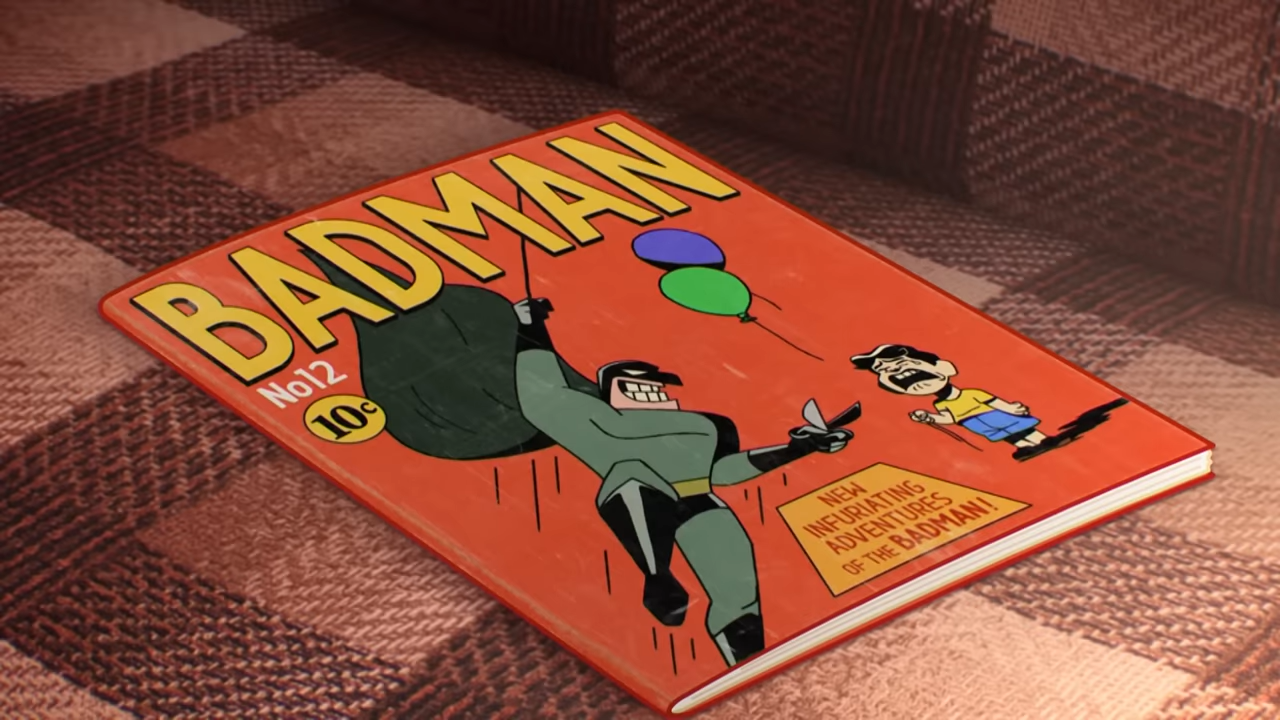 BADMAN
No12
10c
NEW
INFURIATING
ADVENTURES
OF THE BADMAN!